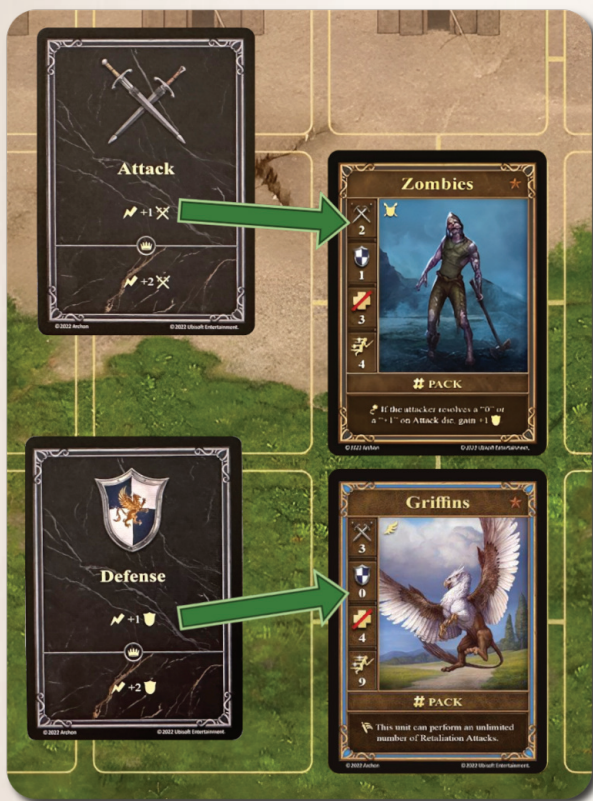 Attack
+1
+2
© 2022 Archon
© 2022 Ubisoft Entertainment.
Zombies
2
1
3
4
# PACK
If the attacker resolves a "0" or
a "+1" on Attack die, gain +1
© 2022 Archon
© 2022 Ubisoft Entertainment.
Defense
+1
+2
© 2022 Archon
© 2022 Ubisoft Entertainment.
Griffins
3
0
4
9
# PACK
This unit can perform an unlimited
number of Retaliation Attacks.
© 2022 Archon
© 2022 Ubisoft Entertainment.